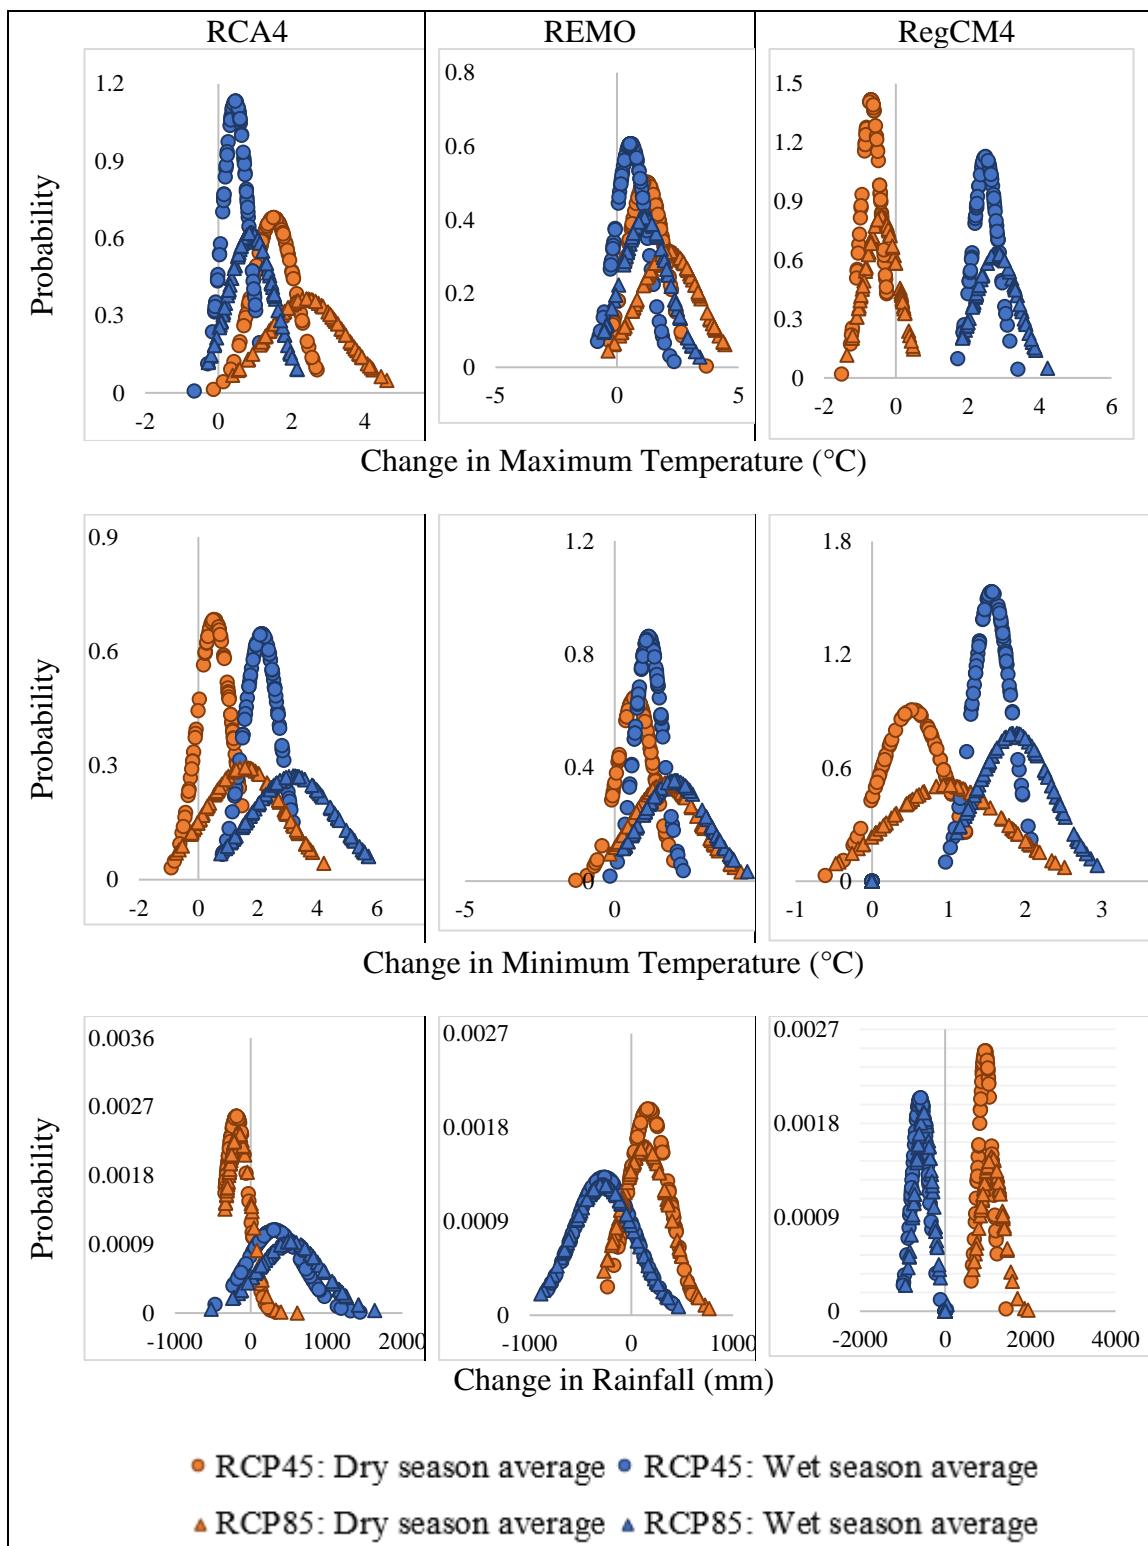 RCA4 REMO RegCM4
Probability
1.2
0.9
0.6
0.3
0
-2 0 2 4
0.8
0.6
0.4
0.2
0
-5 0 5
1.5
1.2
0.9
0.6
0.3
0
-2 0 2 4 6
Change in Maximum Temperature (°C)
Probability
0.9
0.6
0.3
0
-2 0 2 4 6
1.2
0.8
0.4
0
-5 0
1.8
1.2
0.6
0
-1 0 1 2 3
Change in Minimum Temperature (°C)
Probability
0.0036
0.0027
0.0018
0.0009
0
-1000 0 1000 2000
0.0027
0.0018
0.0009
0
-1000 0 1000
0.0027
0.0018
0.0009
0
-2000 0 2000 4000
Change in Rainfall (mm)
RCP45: Dry season average RCP45: Wet season average
RCP85: Dry season average RCP85: Wet season average